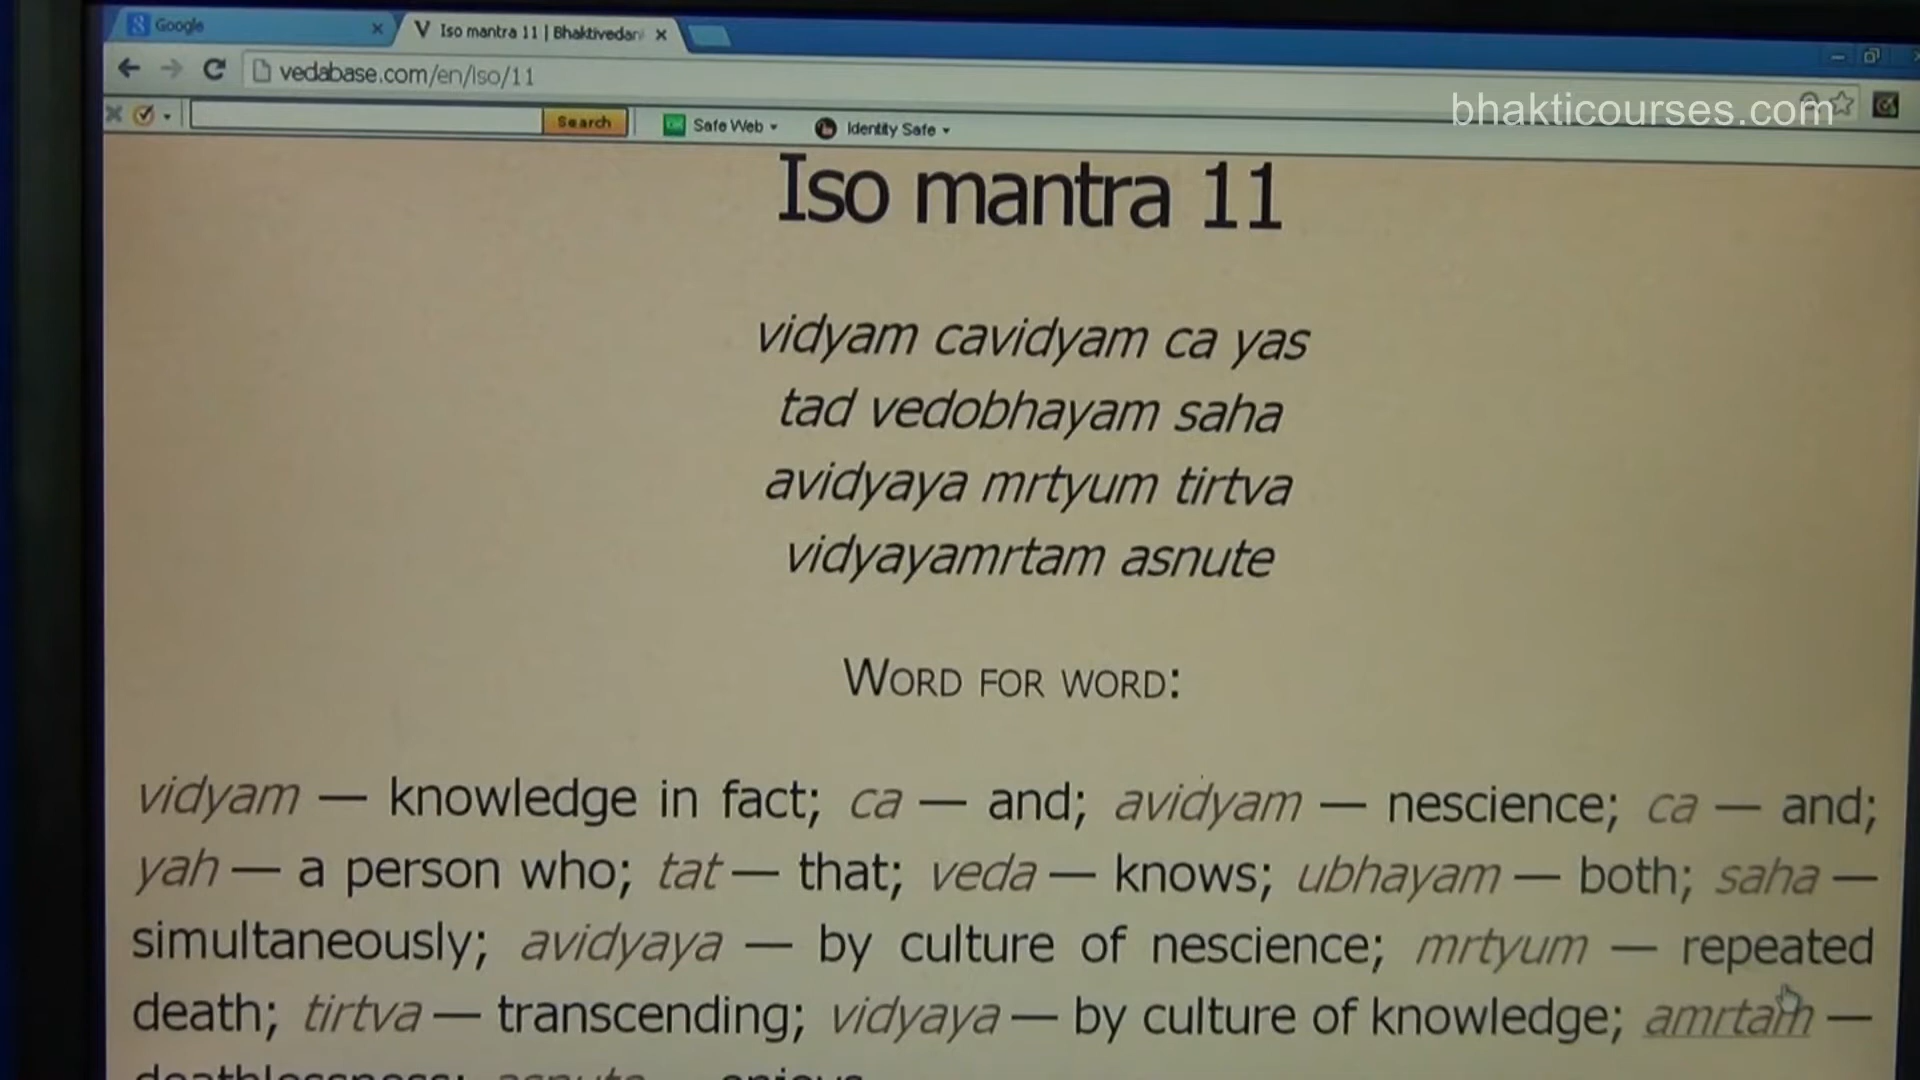 Google
Iso mantra 11 | Bhaktivedan
vedabase.com/en/iso/11
bhakticourses.com
Search
Safe Web
Identity Safe
Iso mantra 11
vidyam cavidyam ca yas
tad vedobhayam saha
avidyaya mrtyum tirtva
vidyayamrtam asnute
Word for word:
vidyam — knowledge in fact; ca — and; avidyam — nescience; ca — and;
yah — a person who; tat — that; veda — knows; ubhayam — both; saha —
simultaneously; avidyaya — by culture of nescience; mrtyum — repeated
death; tirtva — transcending; vidyaya — by culture of knowledge; amrtam —
deathlessness; asnute — enjoys